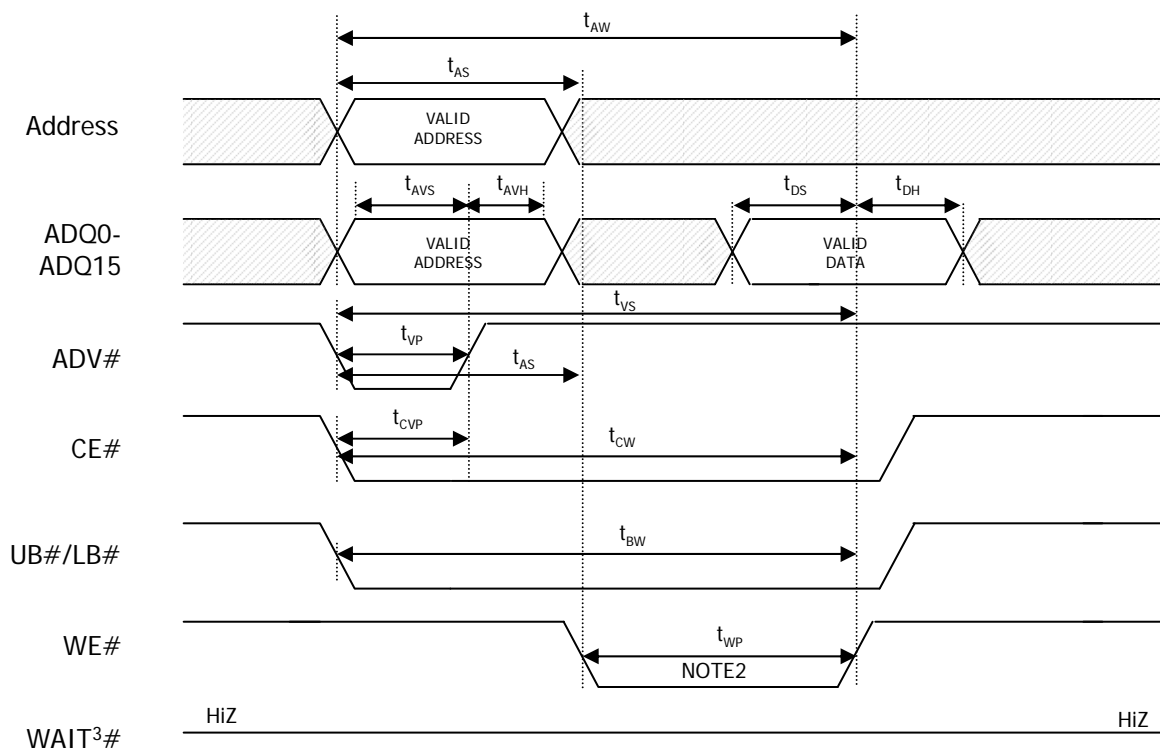 tAW
tAS
Address
VALID
ADDRESS
tAVS
tAVH
tDS
tDH
ADQ0-
ADQ15
VALID
ADDRESS
VALID
DATA
tVS
ADV#
tVP
tAS
CE#
tCVP
tCW
UB#/LB#
tBW
WE#
tWP
NOTE2
HiZ
HiZ
WAIT³#